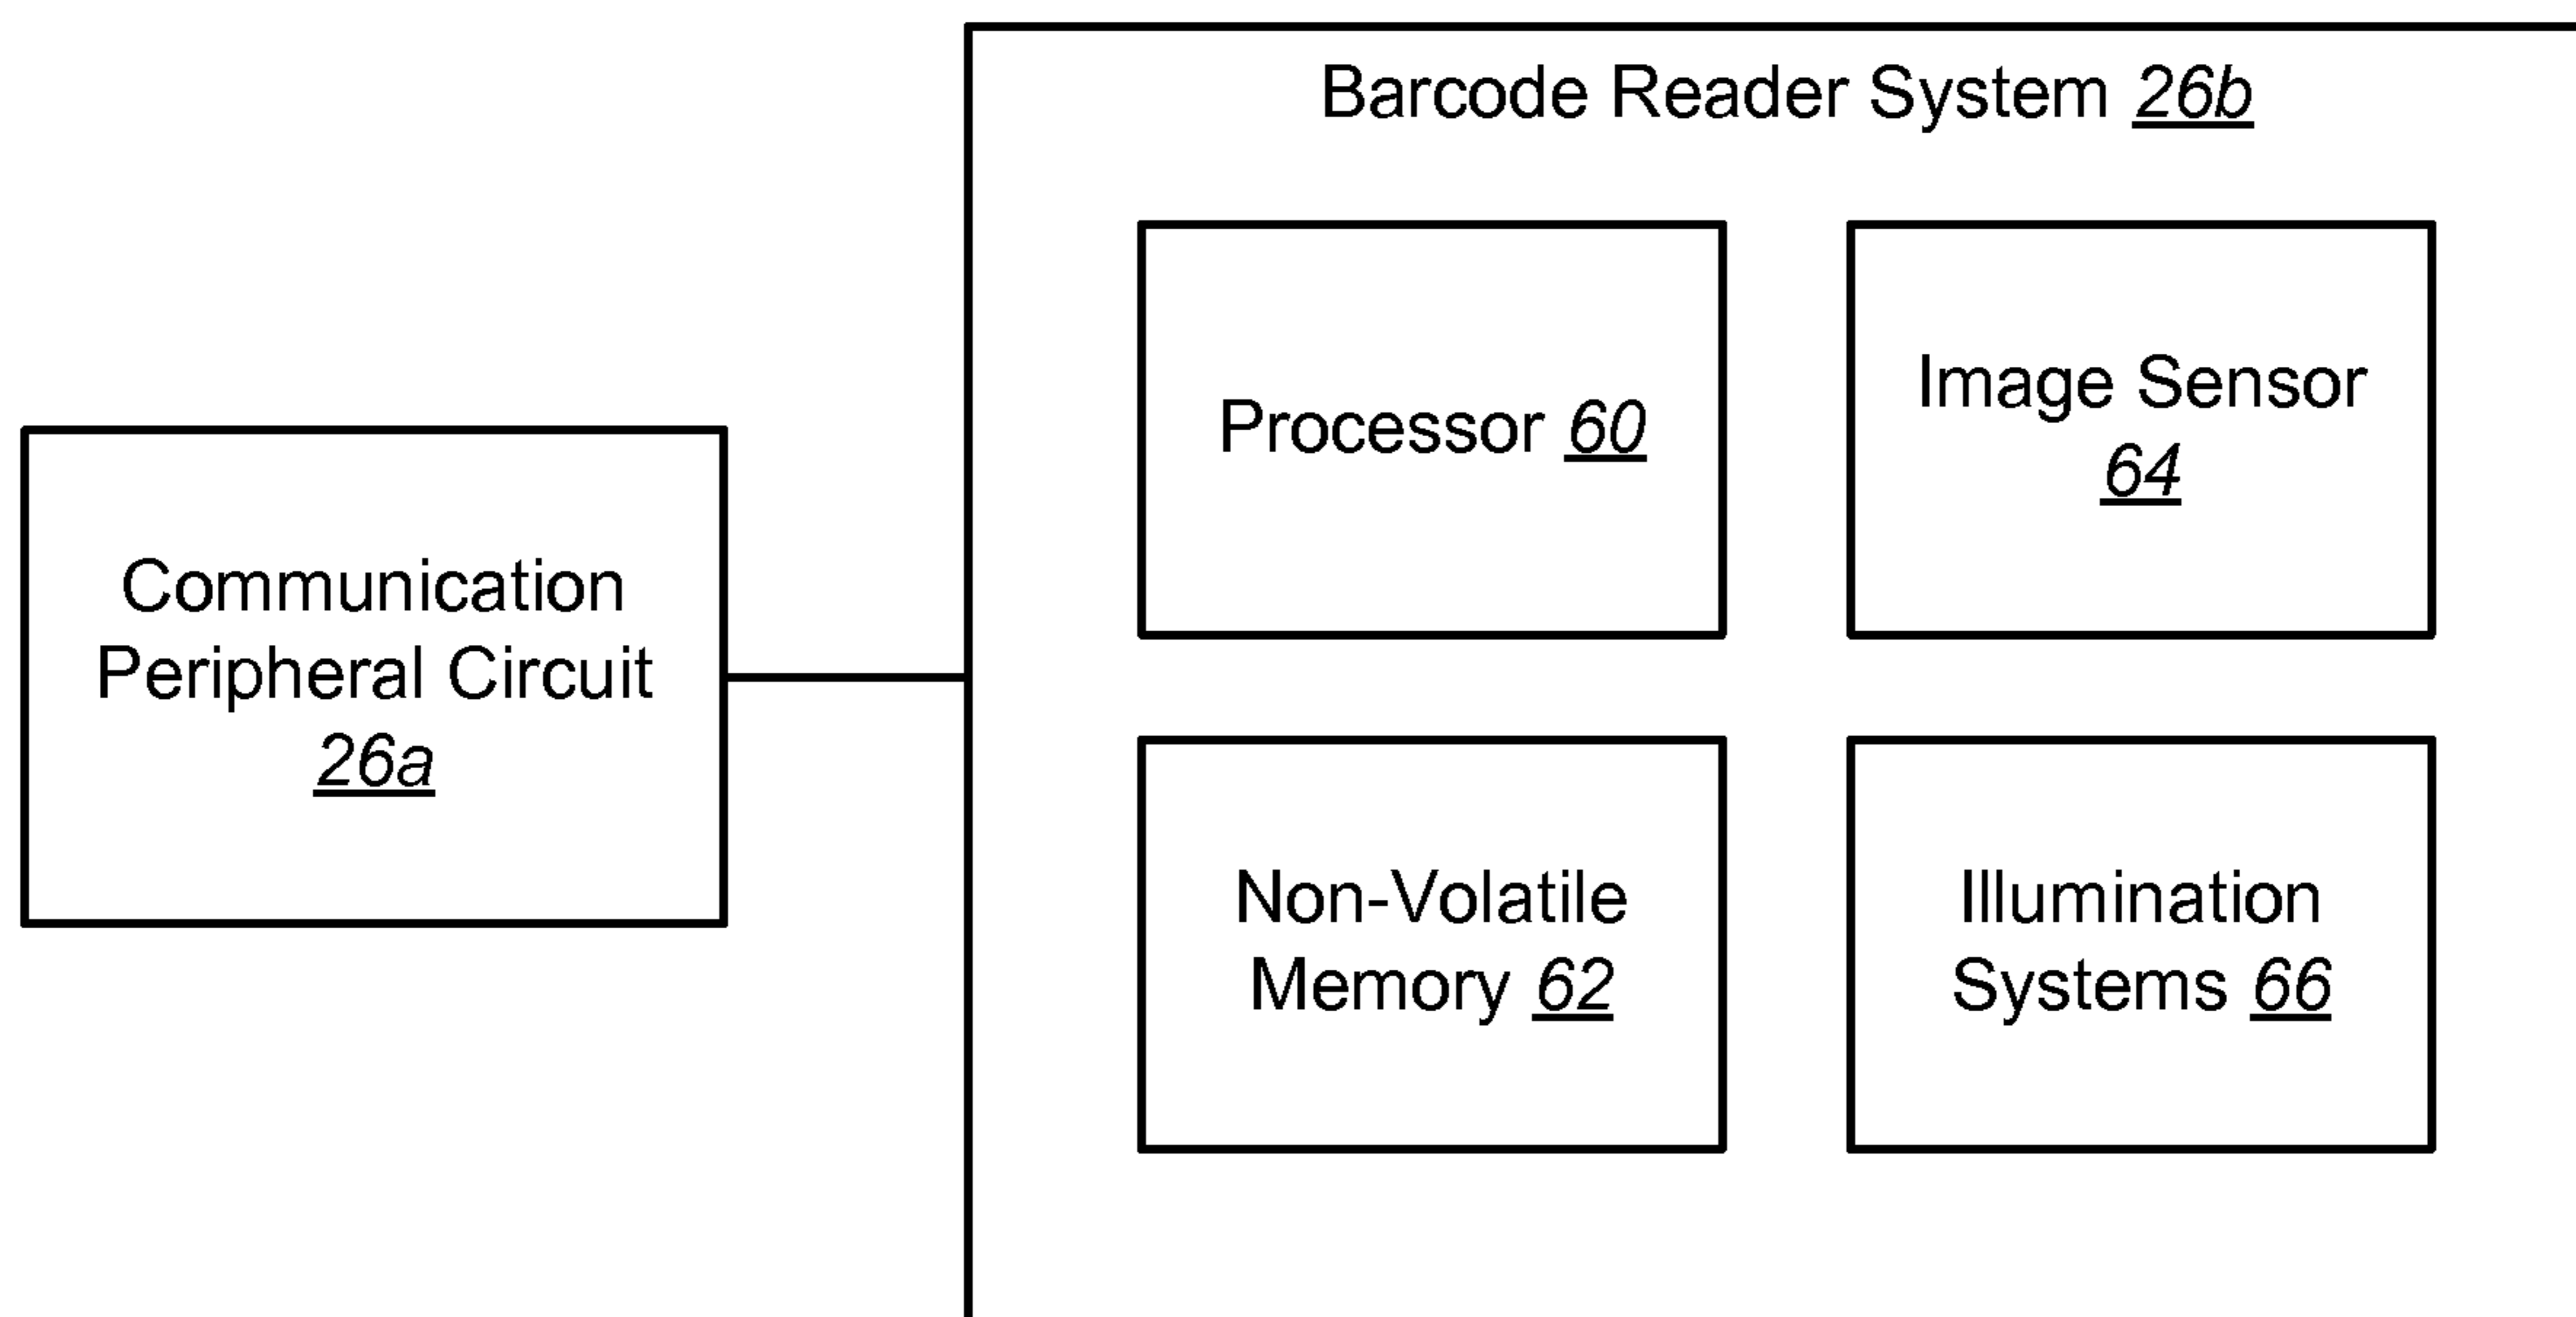 Barcode Reader System 26b
Processor 60
Image Sensor
64
Communication
Peripheral Circuit
26a
Non-Volatile
Memory 62
Illumination
Systems 66